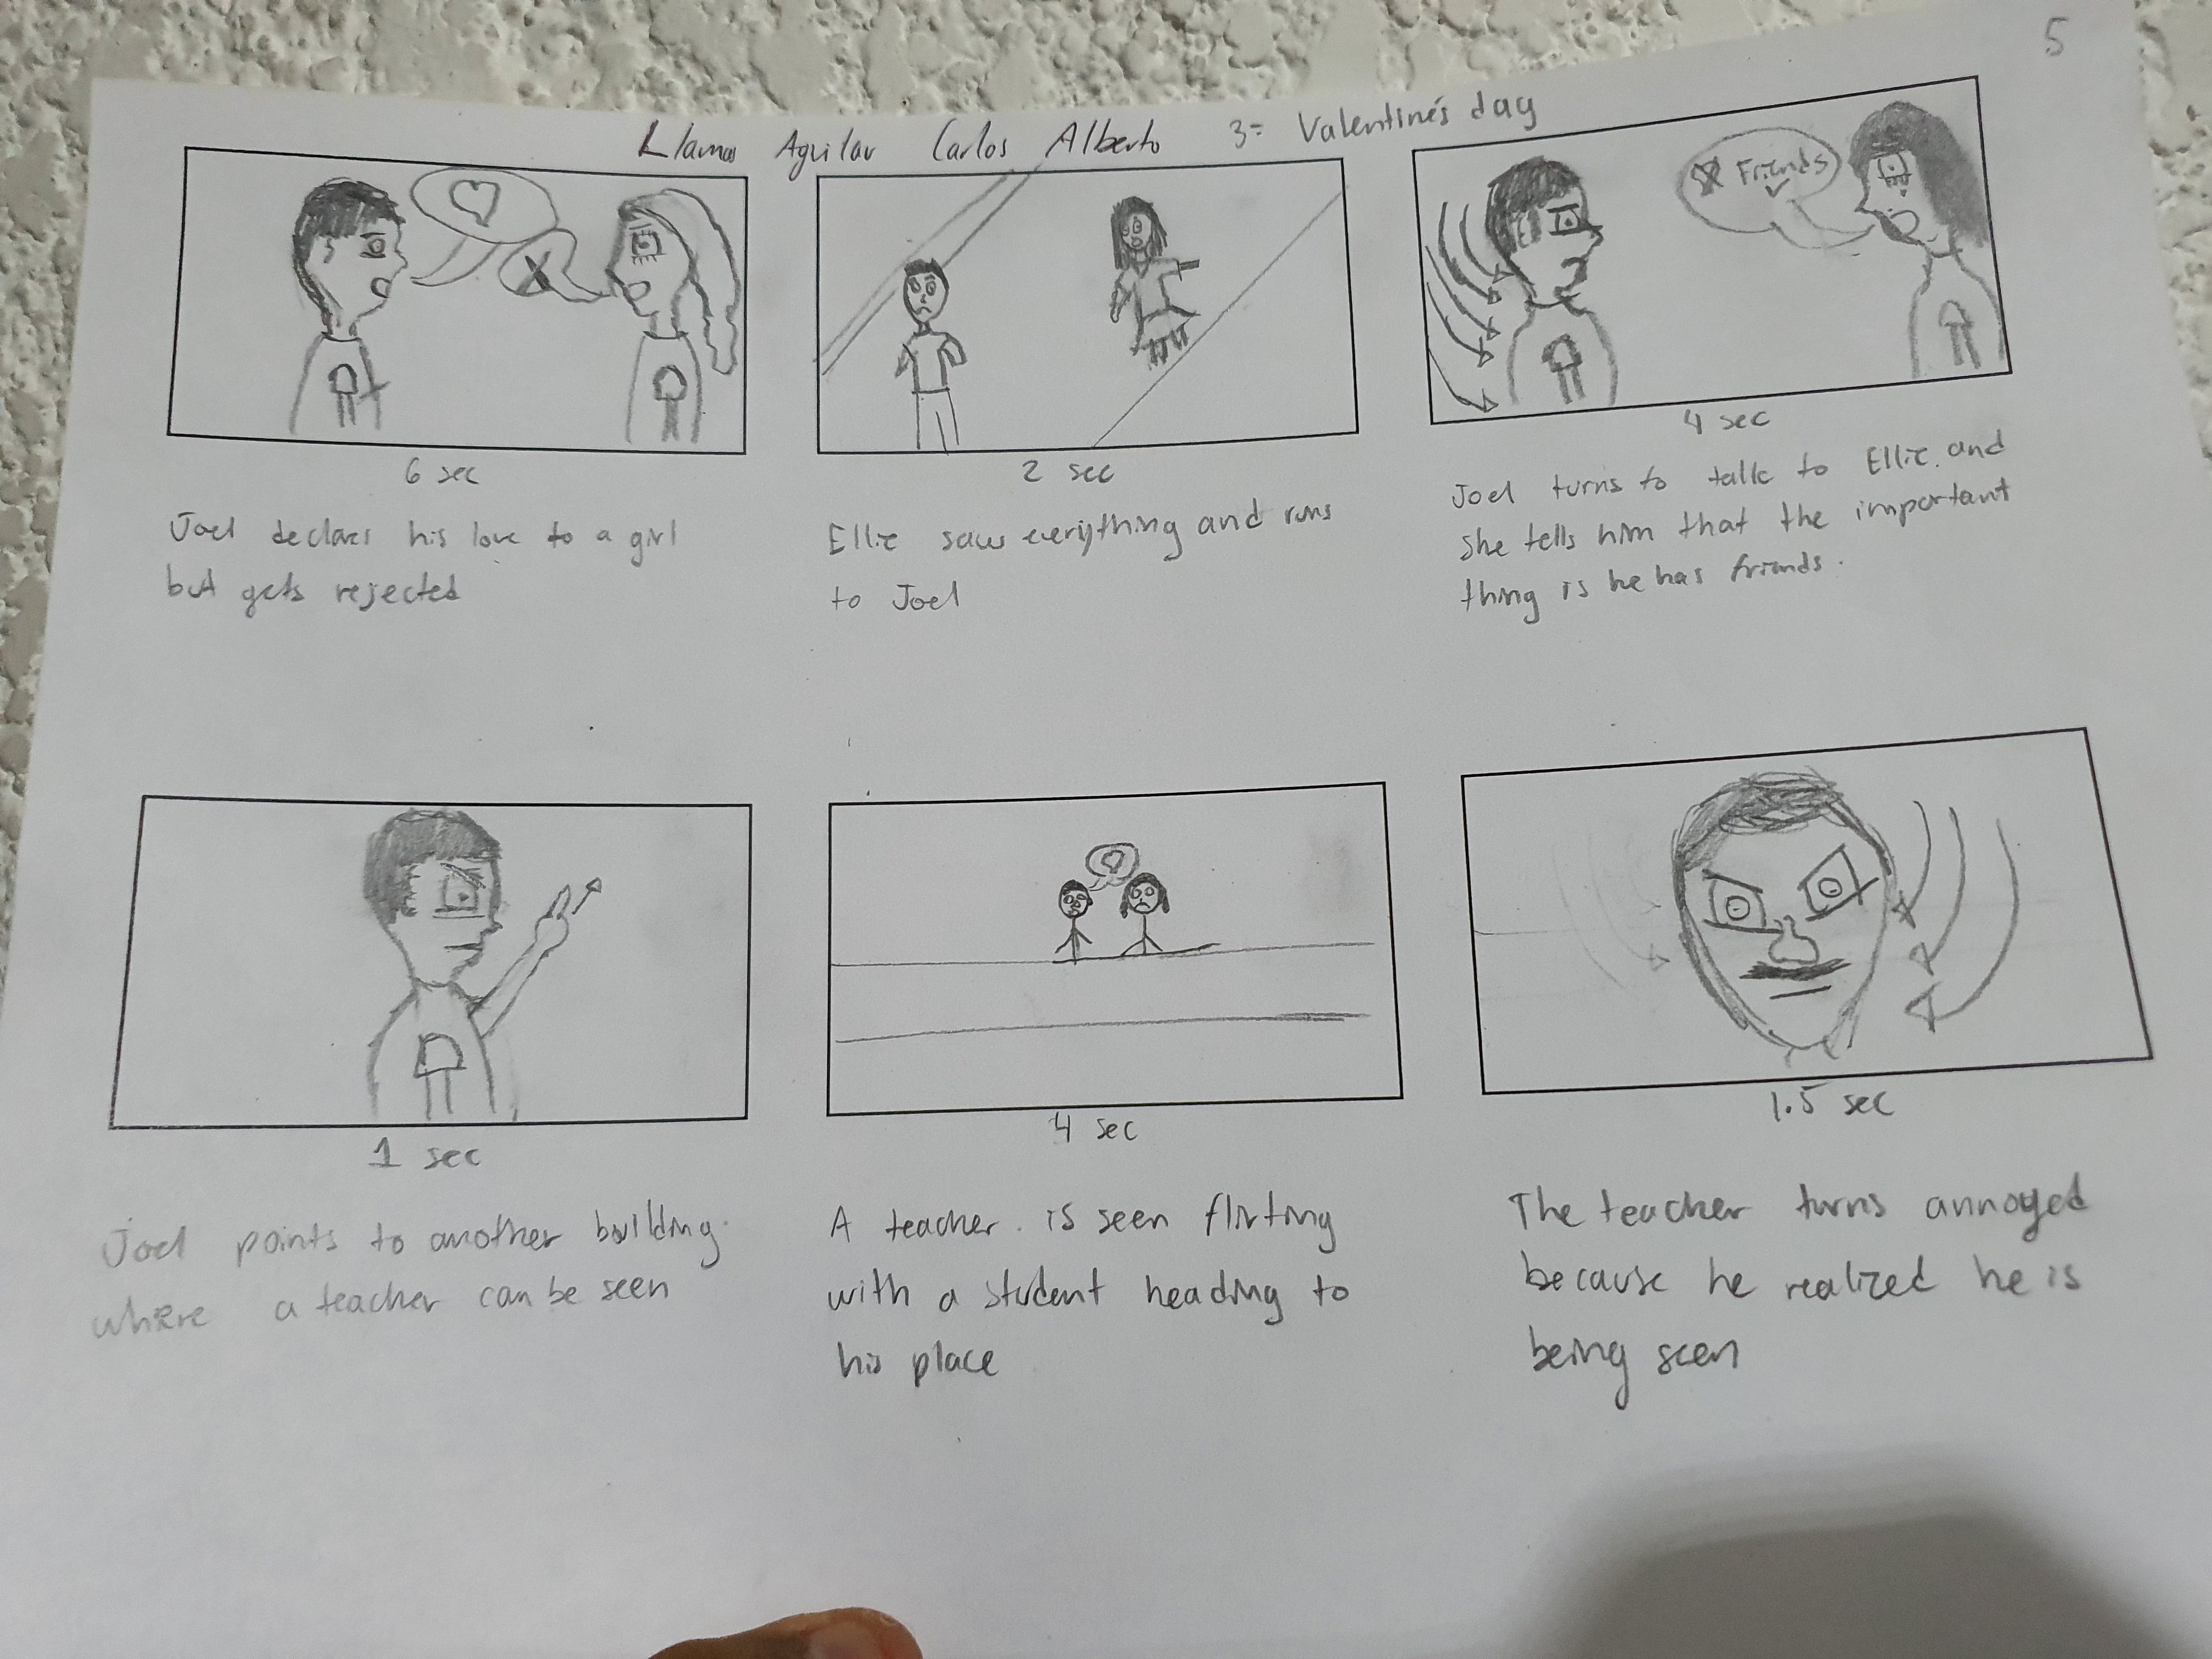 5
Llamas Aguilar Carlos Alberto 3= Valentine's day
Friends
6 sec
Joel declares his love to a girl
but gets rejected
2 sec
Ellie saw everything and runs
to Joel
4 sec
Joel turns to talk to Ellie and
she tells him that the important
thing is he has friends.
1 sec
Joel points to another building
where a teacher can be seen
4 sec
A teacher is seen flirting
with a student heading to
his place
1.5 sec
The teacher turns annoyed
because he realized he is
being seen